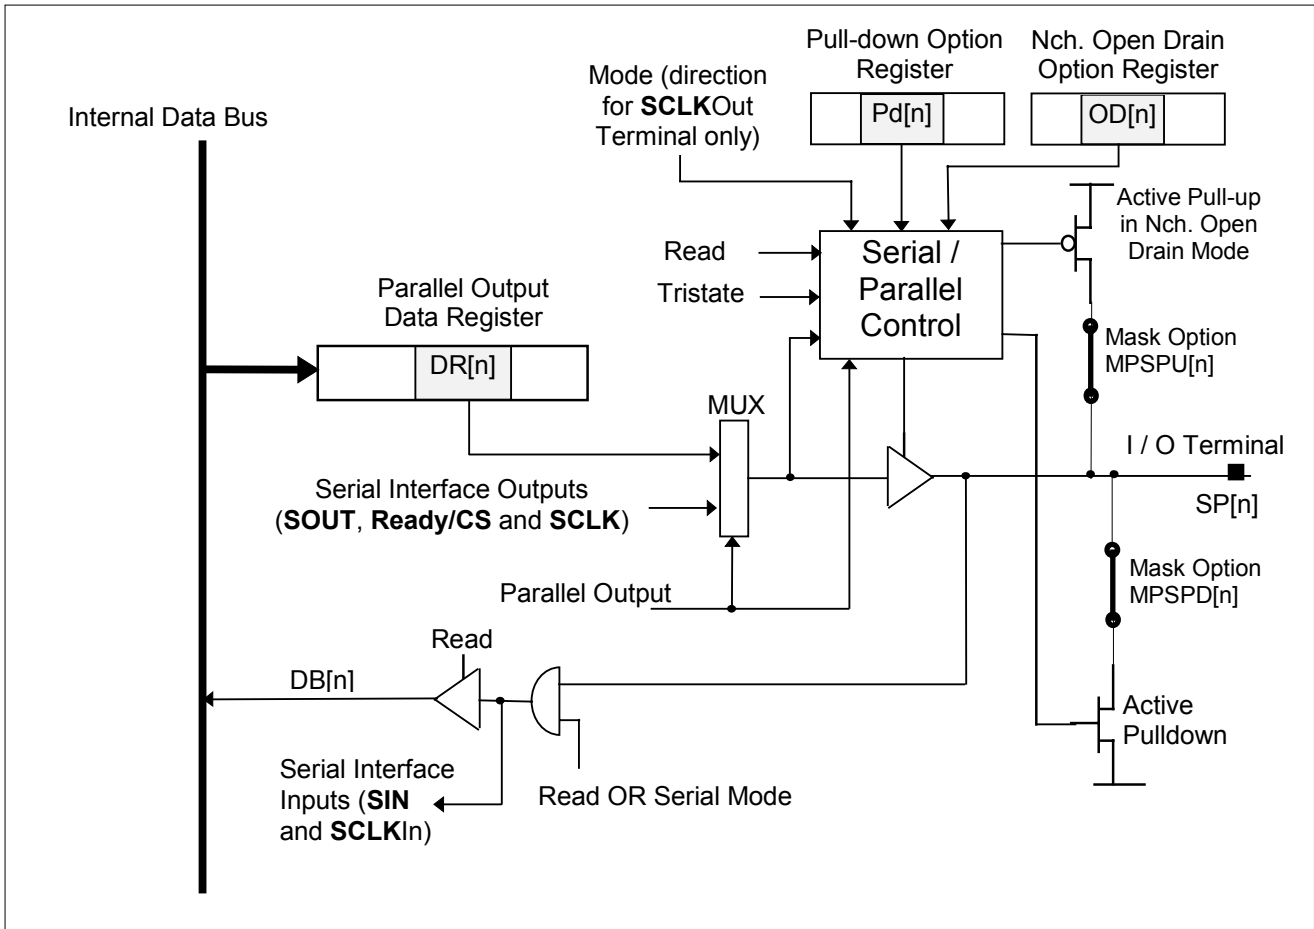 Pull-down Option
Register
Nch. Open Drain
Option Register
Mode (direction
for SCLKOut
Terminal only)
Pd[n]
OD[n]
Internal Data Bus
Active Pull-up
in Nch. Open
Drain Mode
Read
Tristate
Serial /
Parallel
Control
Parallel Output
Data Register
DR[n]
Mask Option
MPSPU[n]
MUX
I / O Terminal
SP[n]
Serial Interface Outputs
(SOUT, Ready/CS and SCLK)
Mask Option
MPSPD[n]
Parallel Output
Read
DB[n]
Active
Pulldown
Serial Interface
Inputs (SIN
and SCLKIn)
Read OR Serial Mode